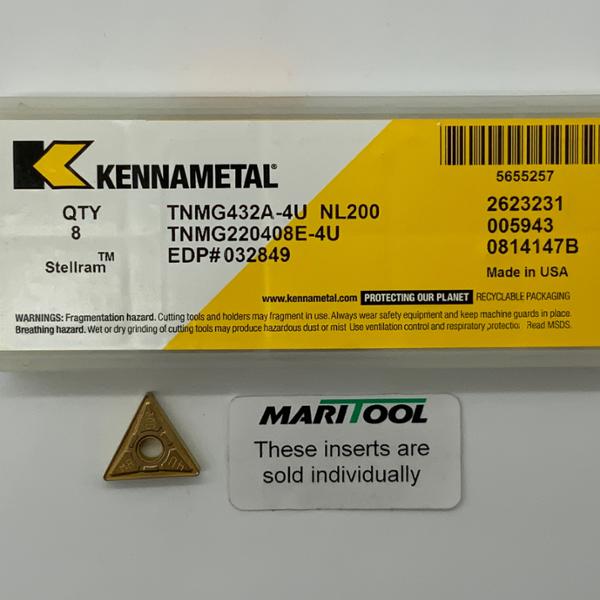 KENNAMETAL®
5655257
QTY
8
Stellram™
TNMG432A-4U NL200
TNMG220408E-4U
EDP#032849
2623231
005943
0814147B
Made in USA
www.kennametal.com PROTECTING OUR PLANET RECYCLABLE PACKAGING
WARNINGS: Fragmentation hazard. Cutting tools and holders may fragment in use. Always wear safety equipment and keep machine guards in place.
Breathing hazard. Wet or dry grinding of cutting tools may produce hazardous dust or mist Use ventilation control and respiratory protectio Read MSDS.
MARITOOL
These inserts are
sold individually